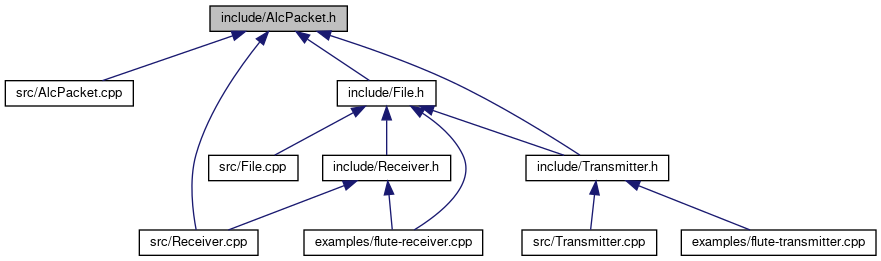 include/AlcPacket.h
src/AlcPacket.cpp
include/File.h
src/File.cpp
include/Receiver.h
include/Transmitter.h
src/Receiver.cpp
examples/flute-receiver.cpp
src/Transmitter.cpp
examples/flute-transmitter.cpp